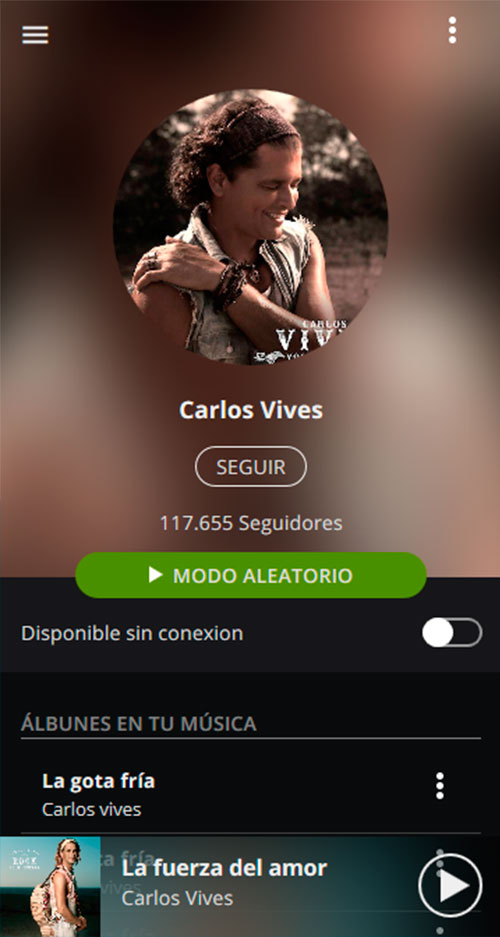 CARLOS
Carlos Vives
SEGUIR
117.655 Seguidores
MODO ALEATORIO
Disponible sin conexion
ÁLBUNES EN TU MÚSICA
La gota fría
Carlos vives
La fuerza del amor
Carlos Vives